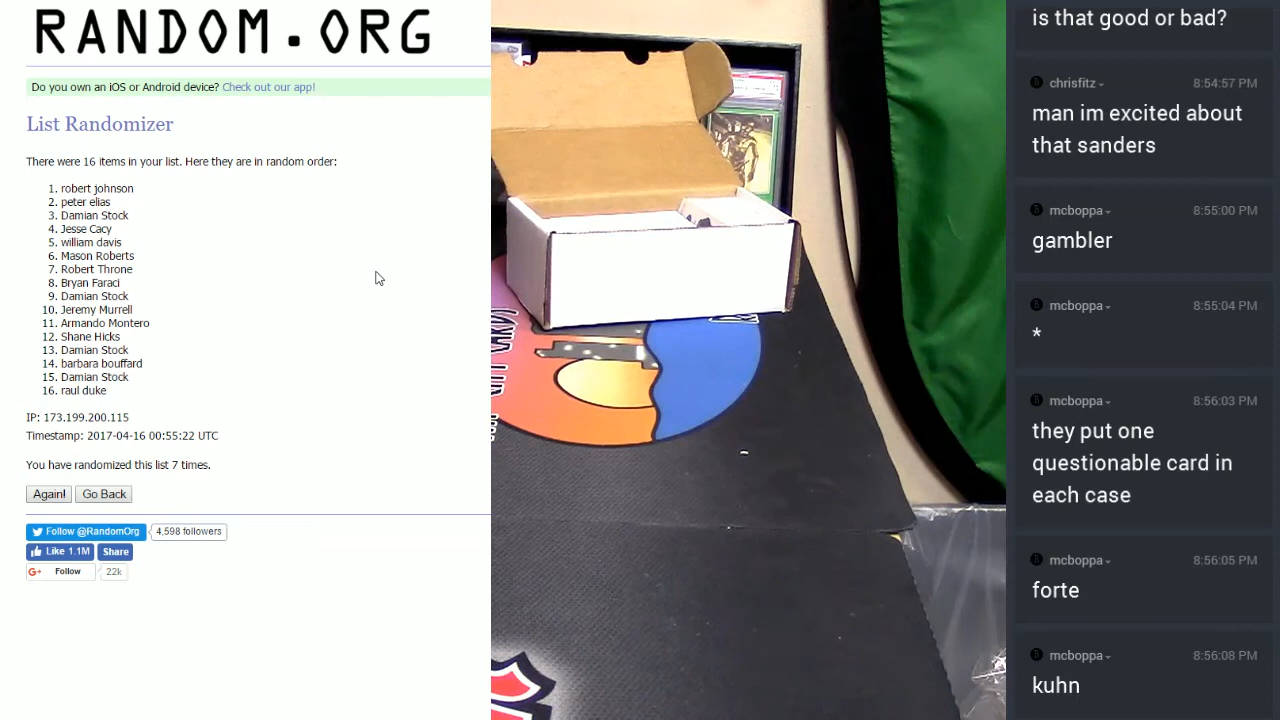 RANDOM.ORG
Do you own an iOS or Android device? Check out our app!
List Randomizer
There were 16 items in your list. Here they are in random order:
1. robert johnson
2. peter elias
3. Damian Stock
4. Jesse Cacy
5. william davis
6. Mason Roberts
7. Robert Throne
8. Bryan Faraci
9. Damian Stock
10. Jeremy Murrell
11. Armando Montero
12. Shane Hicks
13. Damian Stock
14. barbara bouffard
15. Damian Stock
16. raul duke
IP: 173.199.200.115
Timestamp: 2017-04-16 00:55:22 UTC
You have randomized this list 7 times.
Again! Go Back
Follow @RandomOrg 4,598 followers
Like 1.1M Share
G+ Follow 22k
is that good or bad?
chrisfitz 8:54:57 PM
man im excited about
that sanders
mcboppa 8:55:00 PM
gambler
mcboppa 8:55:04 PM
*
mcboppa 8:56:03 PM
they put one
questionable card in
each case
mcboppa 8:56:05 PM
forte
mcboppa 8:56:08 PM
kuhn